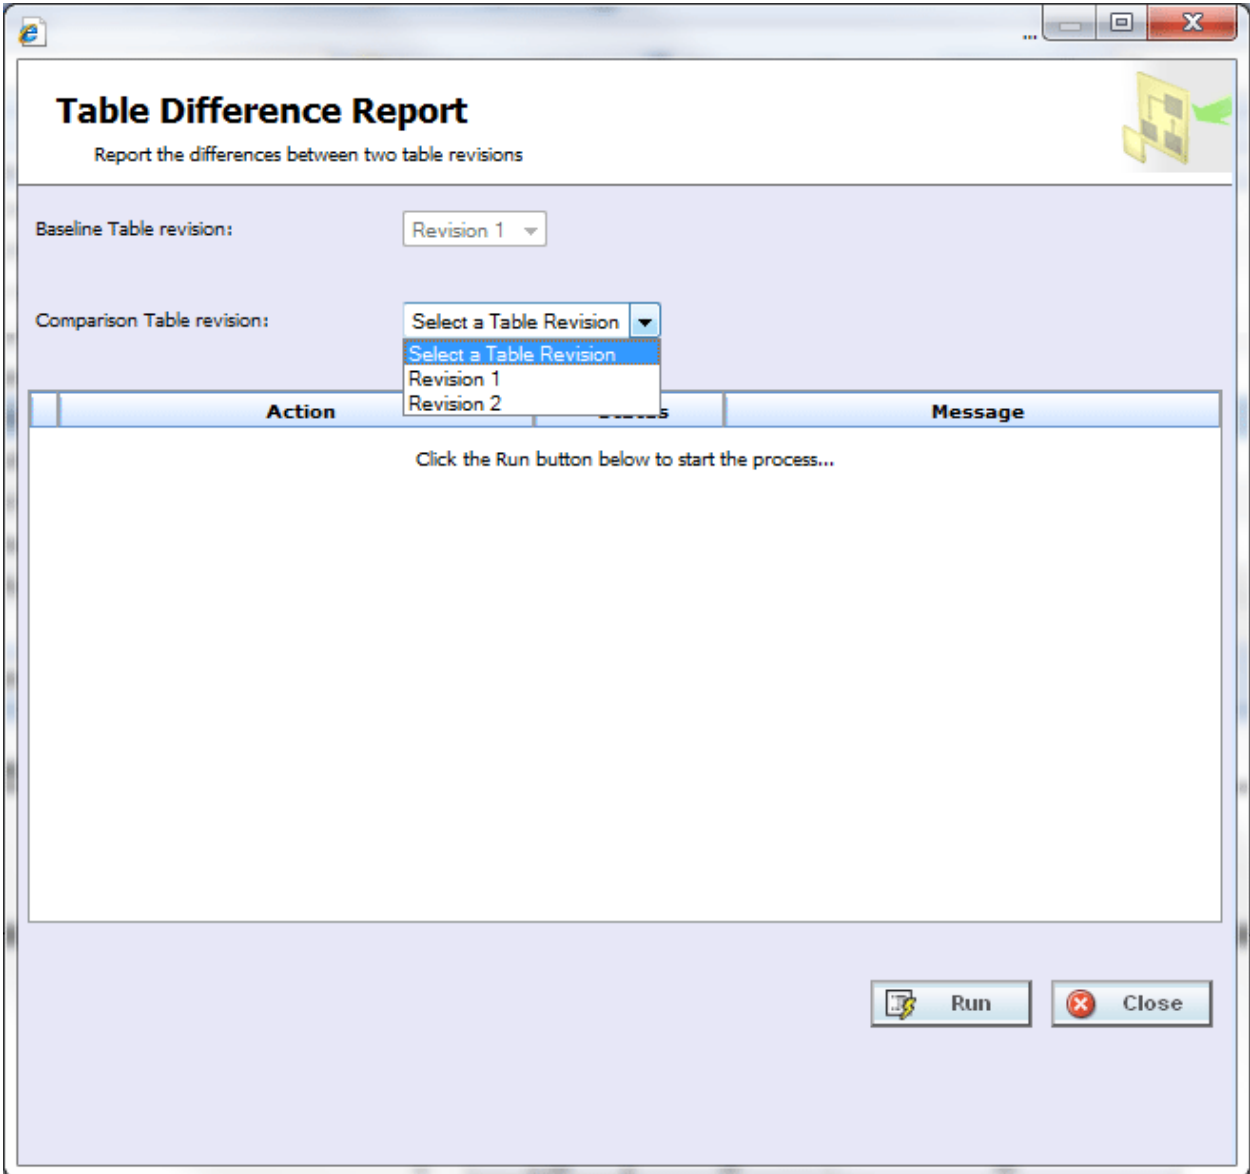 ...
Table Difference Report
Report the differences between two table revisions
Baseline Table revision: Revision 1
Comparison Table revision: Select a Table Revision
Select a Table Revision
Revision 1
Revision 2
Action Message
Click the Run button below to start the process...
Run Close